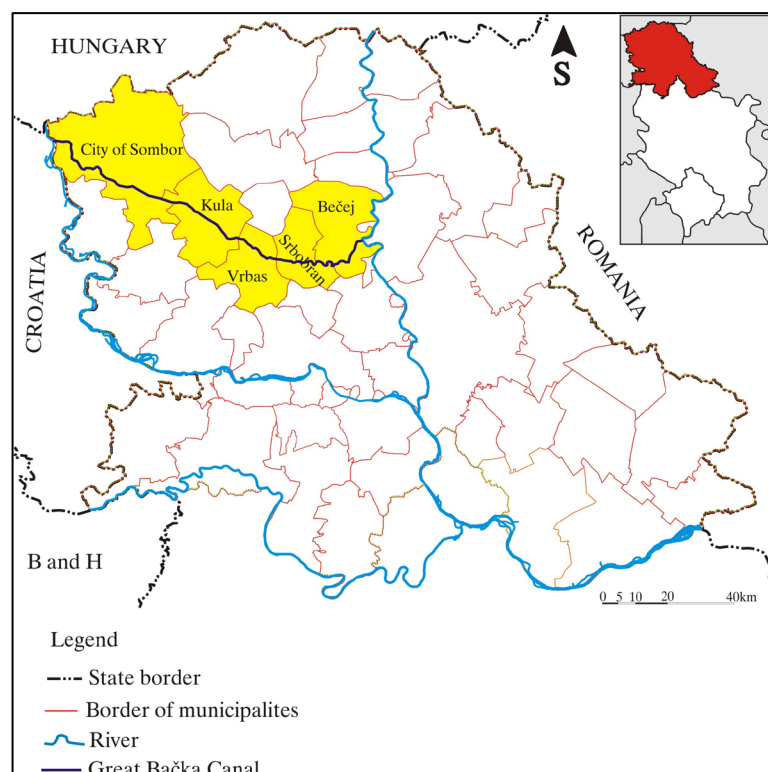 HUNGARY
S
City of Sombor
Kula
Bečej
Srbobran
Vrbas
CROATIA
ROMANIA
B and H
0 5 10 20 40km
Legend
State border
Border of municipalites
River
Great Bačka Canal